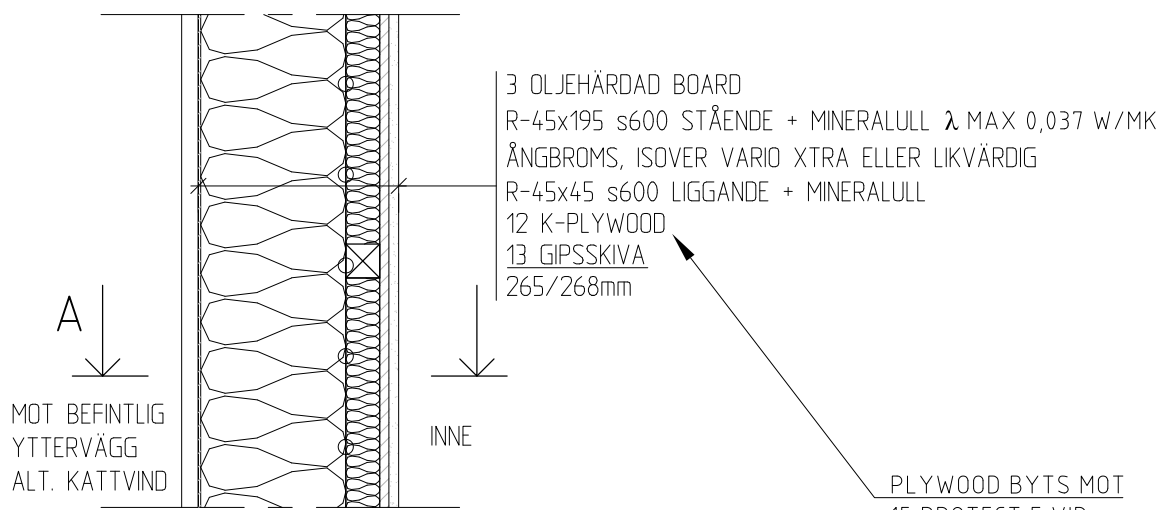 3 OLJEHÄRDAD BOARD
R-45x195 s600 STÅENDE + MINERALULL λ MAX 0,037 W/MK
ÅNGBROMS, ISOVER VARIO XTRA ELLER LIKVÄRDIG
R-45x45 s600 LIGGANDE + MINERALULL
12 K-PLYWOOD
13 GIPSSKIVA
265/268mm
A
MOT BEFINTLIG
YTTERVÄGG
ALT. KATTVIND
INNE
PLYWOOD BYTS MOT